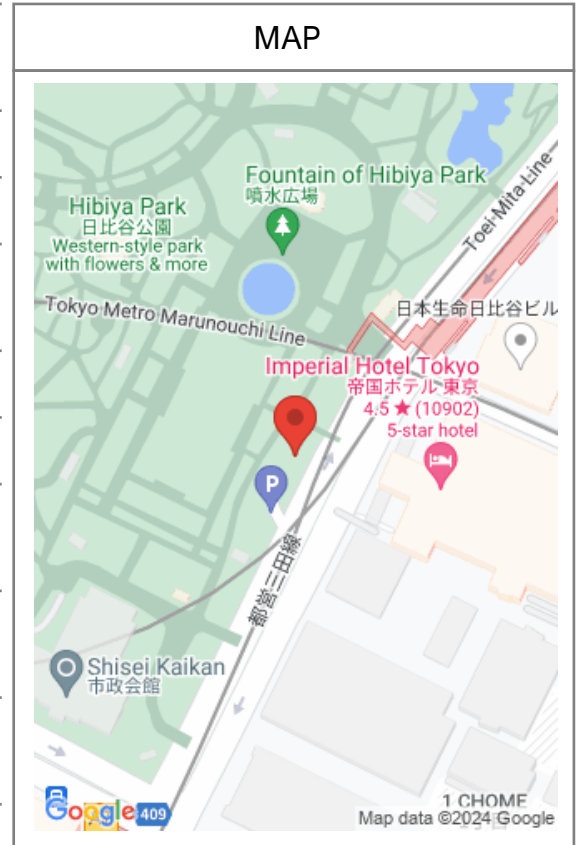 MAP
Fountain of Hibiya Park
噴水広場
Hibiya Park
日比谷公園
Western-style park
with flowers & more
Toei-Mita-Line
Tokyo Metro Marunouchi Line
日本生命日比谷ビル
Imperial Hotel Tokyo
帝国ホテル 東京
4.5 ★ (10902)
5-star hotel
P
都営三田線
Shisei Kaikan
市政会館
Google
409
1 CHOME
Map data ©2024 Google